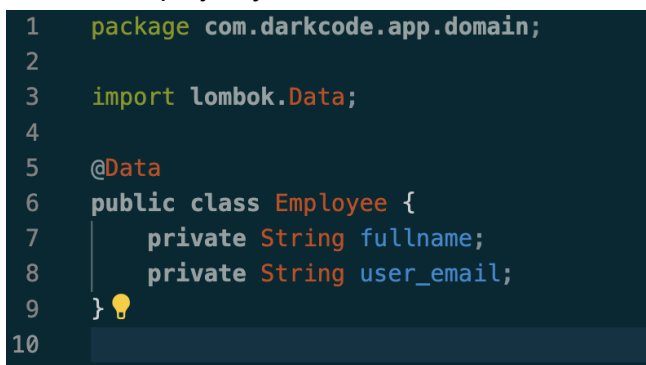 1 package com.darkcode.app.domain;
2
3 import lombok.Data;
4
5 @Data
6 public class Employee {
7 private String fullname;
8 private String user_email;
9 }
10